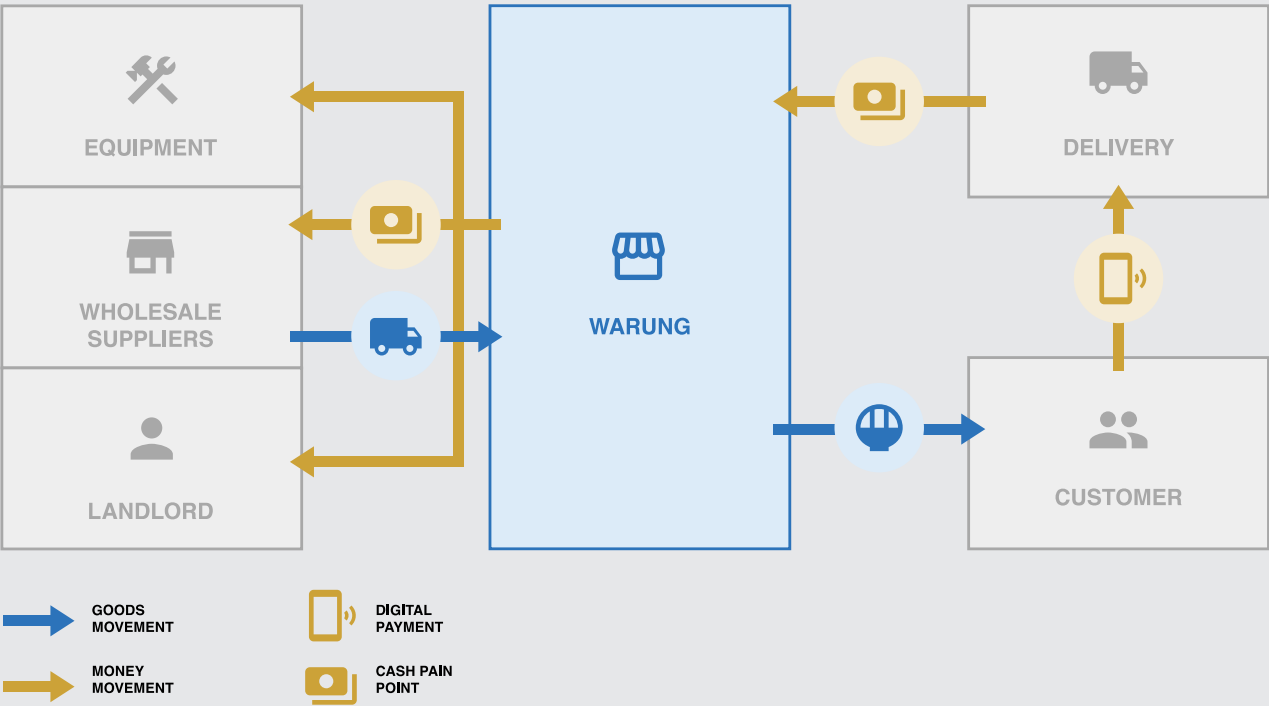 EQUIPMENT
WHOLESALE
SUPPLIERS
LANDLORD
WARUNG
DELIVERY
CUSTOMER
GOODS
MOVEMENT
DIGITAL
PAYMENT
MONEY
MOVEMENT
CASH PAIN
POINT